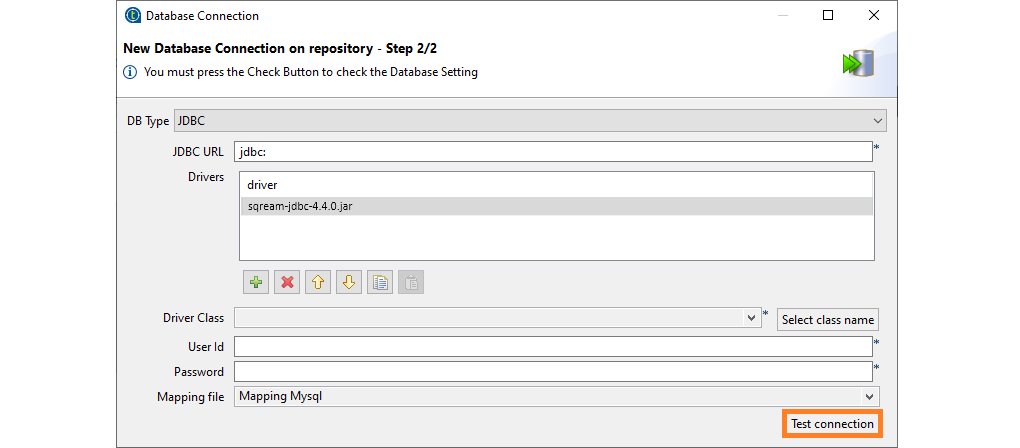 Database Connection
New Database Connection on repository - Step 2/2
You must press the Check Button to check the Database Setting
DB Type JDBC
JDBC URL jdbc: *
Drivers
driver
sqream-jdbc-4.4.0.jar
Driver Class * Select class name
User Id *
Password *
Mapping file Mapping Mysql
Test connection